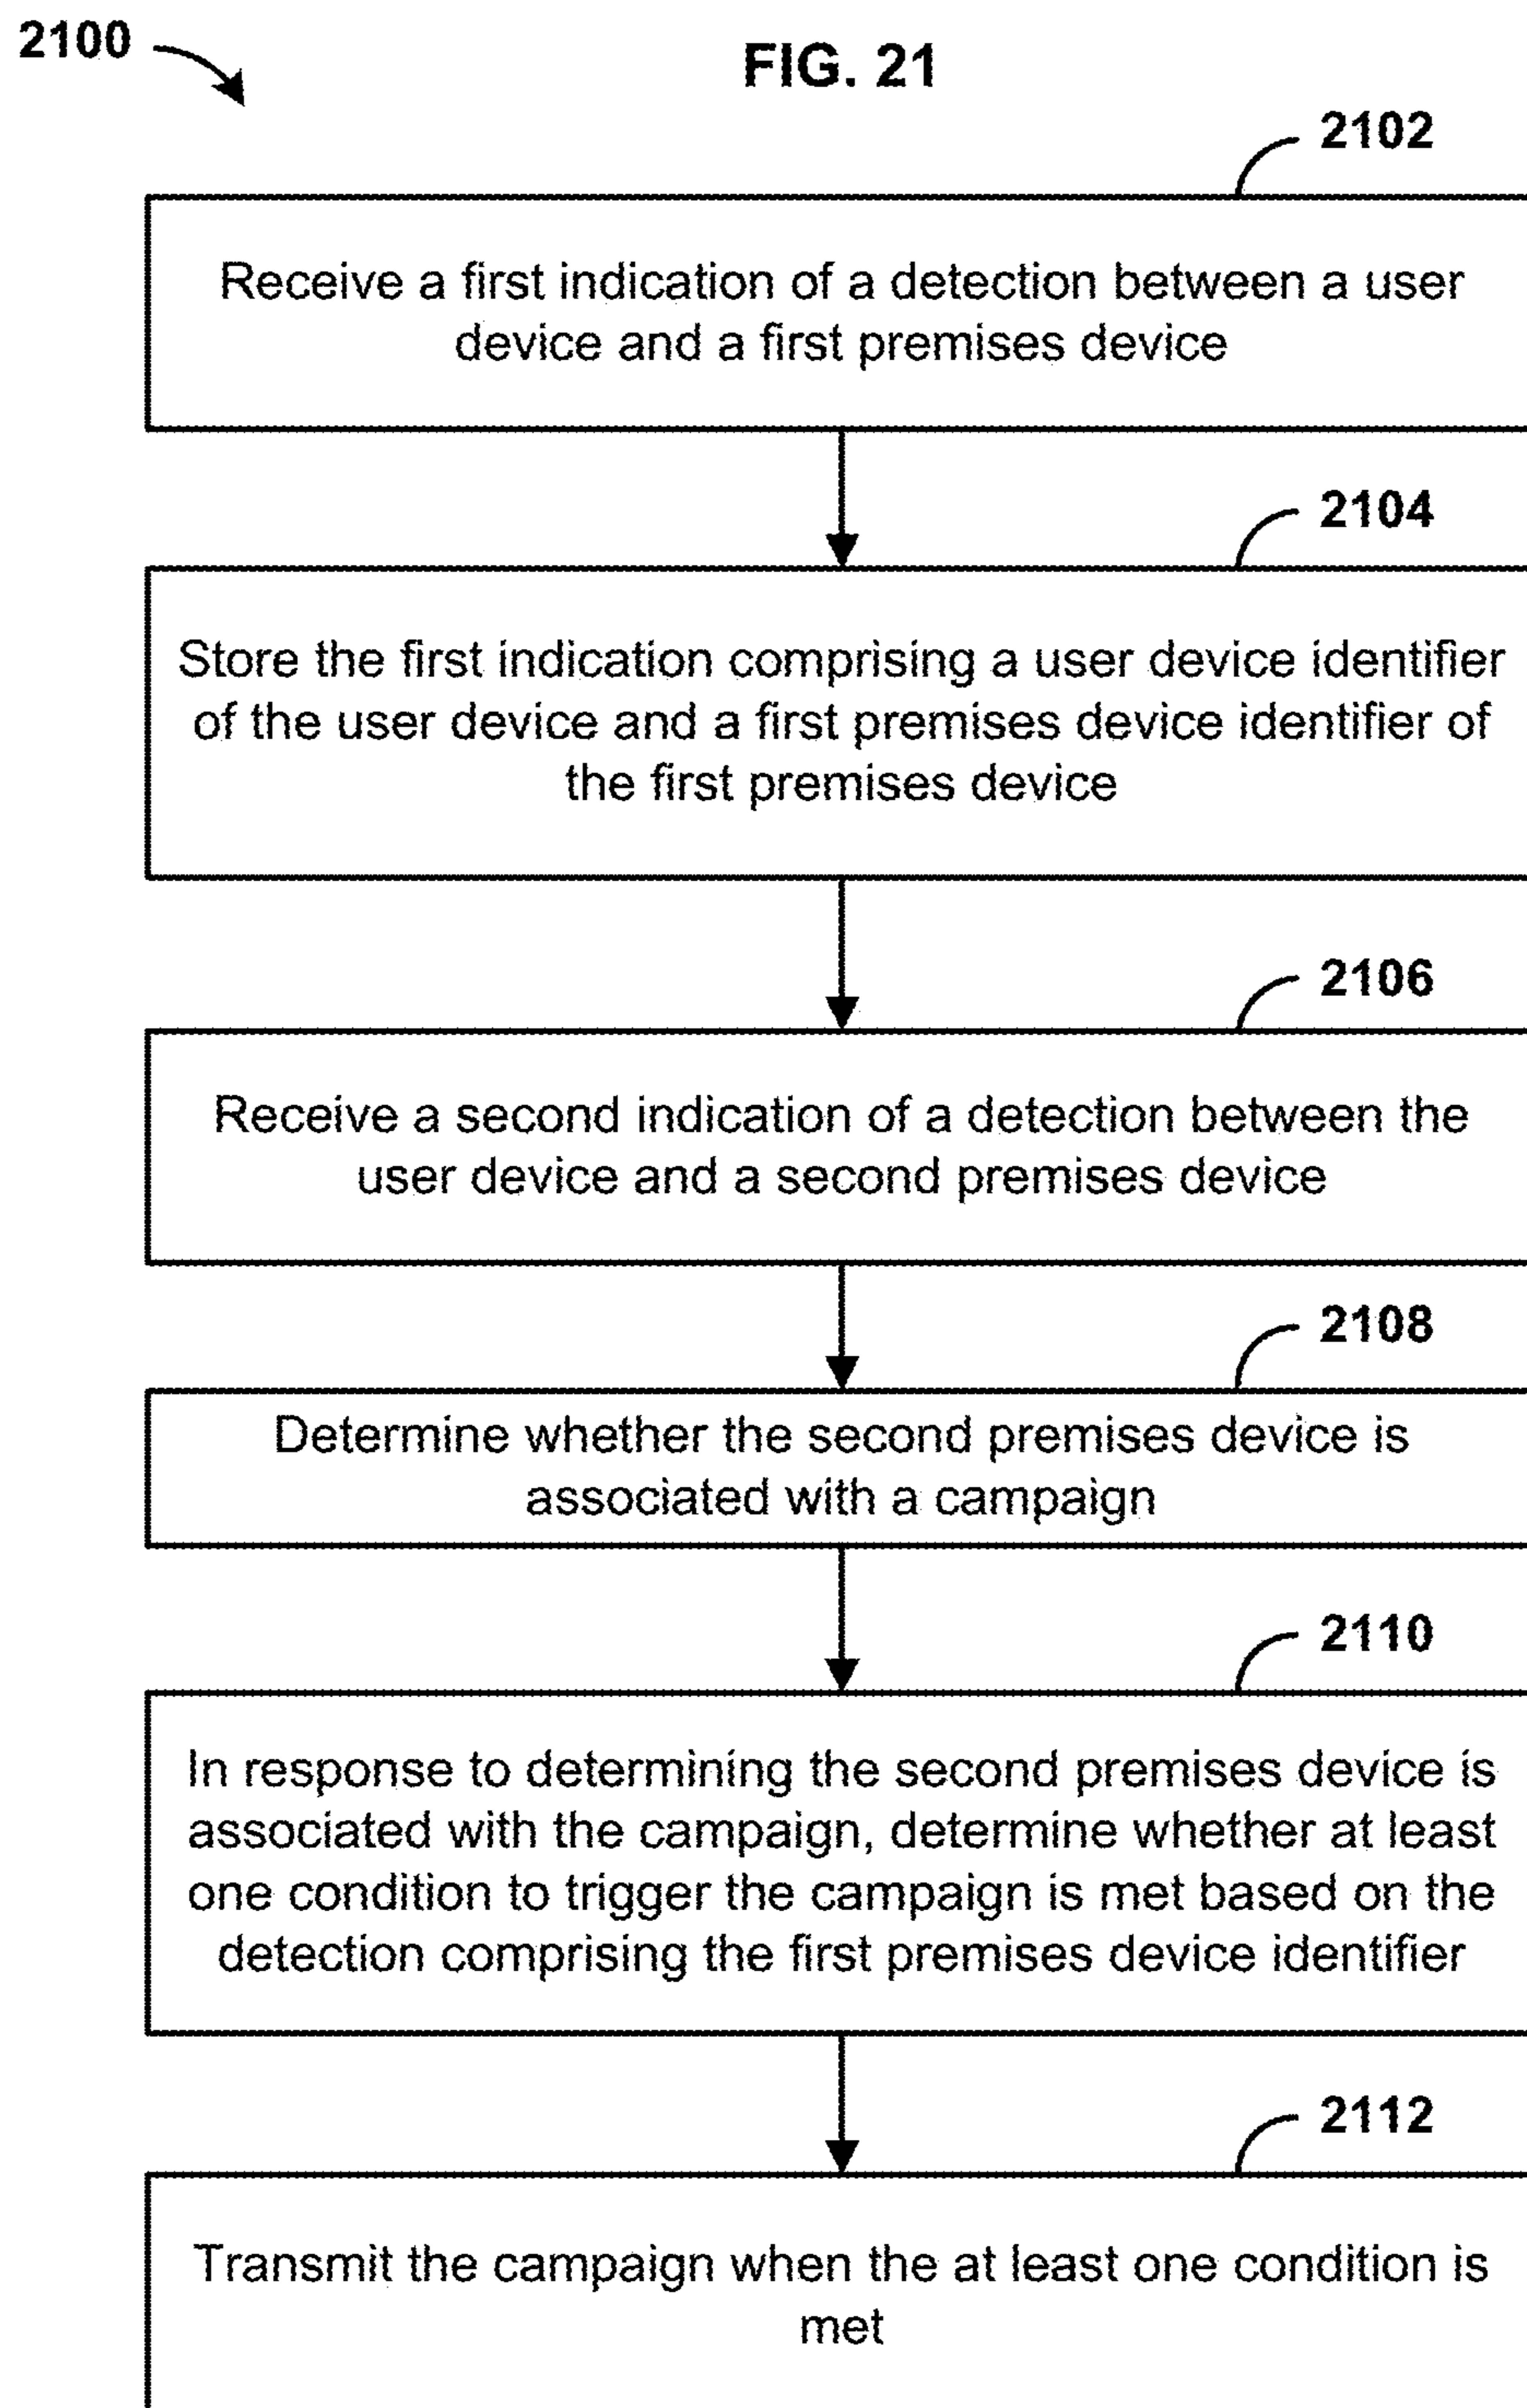 2100
FIG. 21
2102
Receive a first indication of a detection between a user
device and a first premises device
2104
Store the first indication comprising a user device identifier
of the user device and a first premises device identifier of
the first premises device
2106
Receive a second indication of a detection between the
user device and a second premises device
2108
Determine whether the second premises device is
associated with a campaign
2110
In response to determining the second premises device is
associated with the campaign, determine whether at least
one condition to trigger the campaign is met based on the
detection comprising the first premises device identifier
2112
Transmit the campaign when the at least one condition is
met